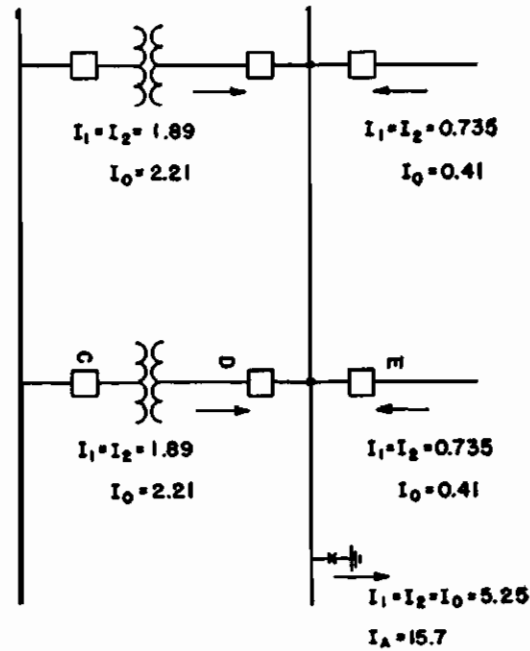 I₁=I₂=1.89
I₀=2.21
I₁=I₂=0.735
I₀=0.41
C
D
E
I₁=I₂=1.89
I₀=2.21
I₁=I₂=0.735
I₀=0.41
I₁=I₂=I₀=5.25
I_A=15.7